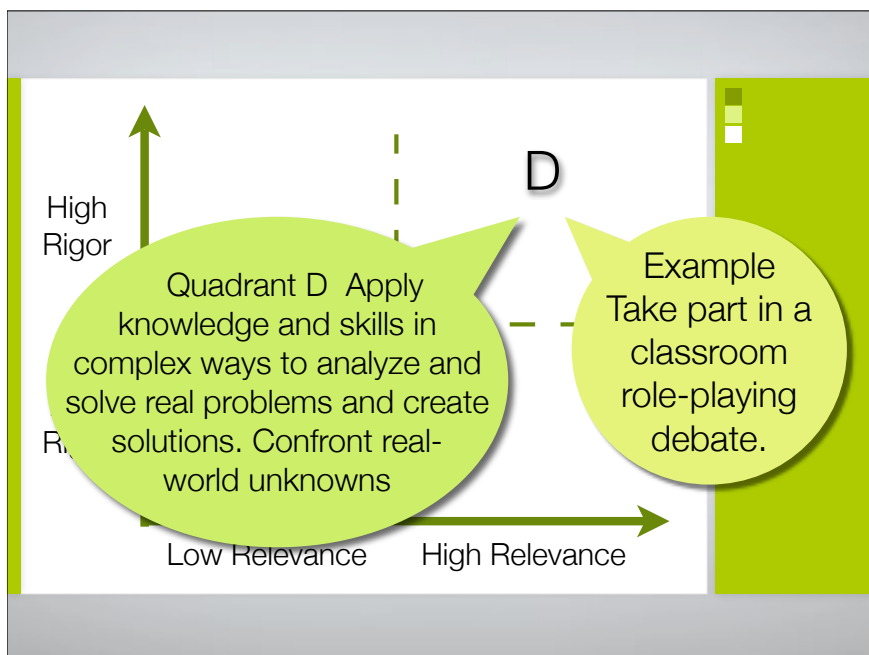 D
High
Rigor
Quadrant D  Apply
knowledge and skills in
complex ways to analyze and
solve real problems and create
solutions. Confront real-
world unknowns
Example
Take part in a
classroom
role-playing
debate.
Low Relevance
High Relevance